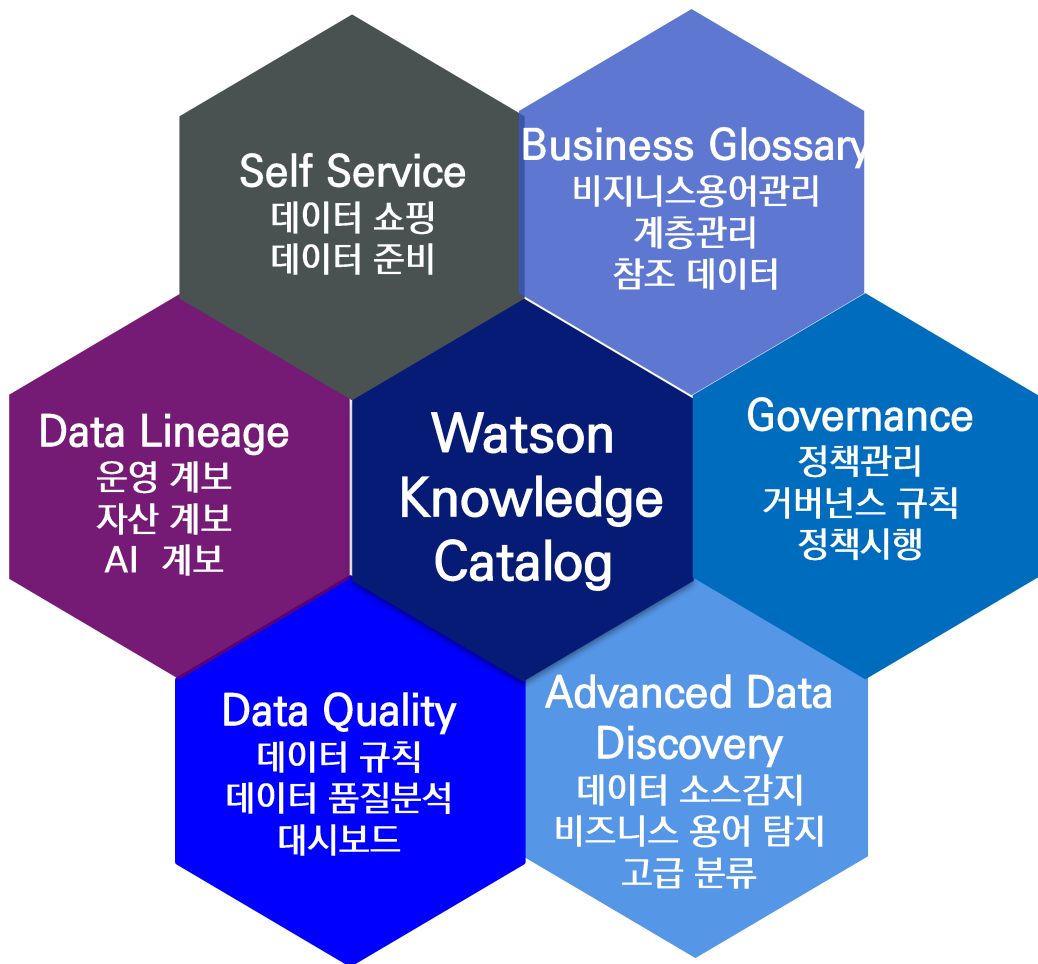 Self Service
데이터 쇼핑
데이터 준비
Business Glossary
비지니스용어관리
계층관리
참조 데이터
Data Lineage
운영 계보
자산 계보
AI 계보
Watson
Knowledge
Catalog
Governance
정책관리
거버넌스 규칙
정책시행
Data Quality
데이터 규칙
데이터 품질분석
대시보드
Advanced Data
Discovery
데이터 소스감지
비즈니스 용어 탐지
고급 분류